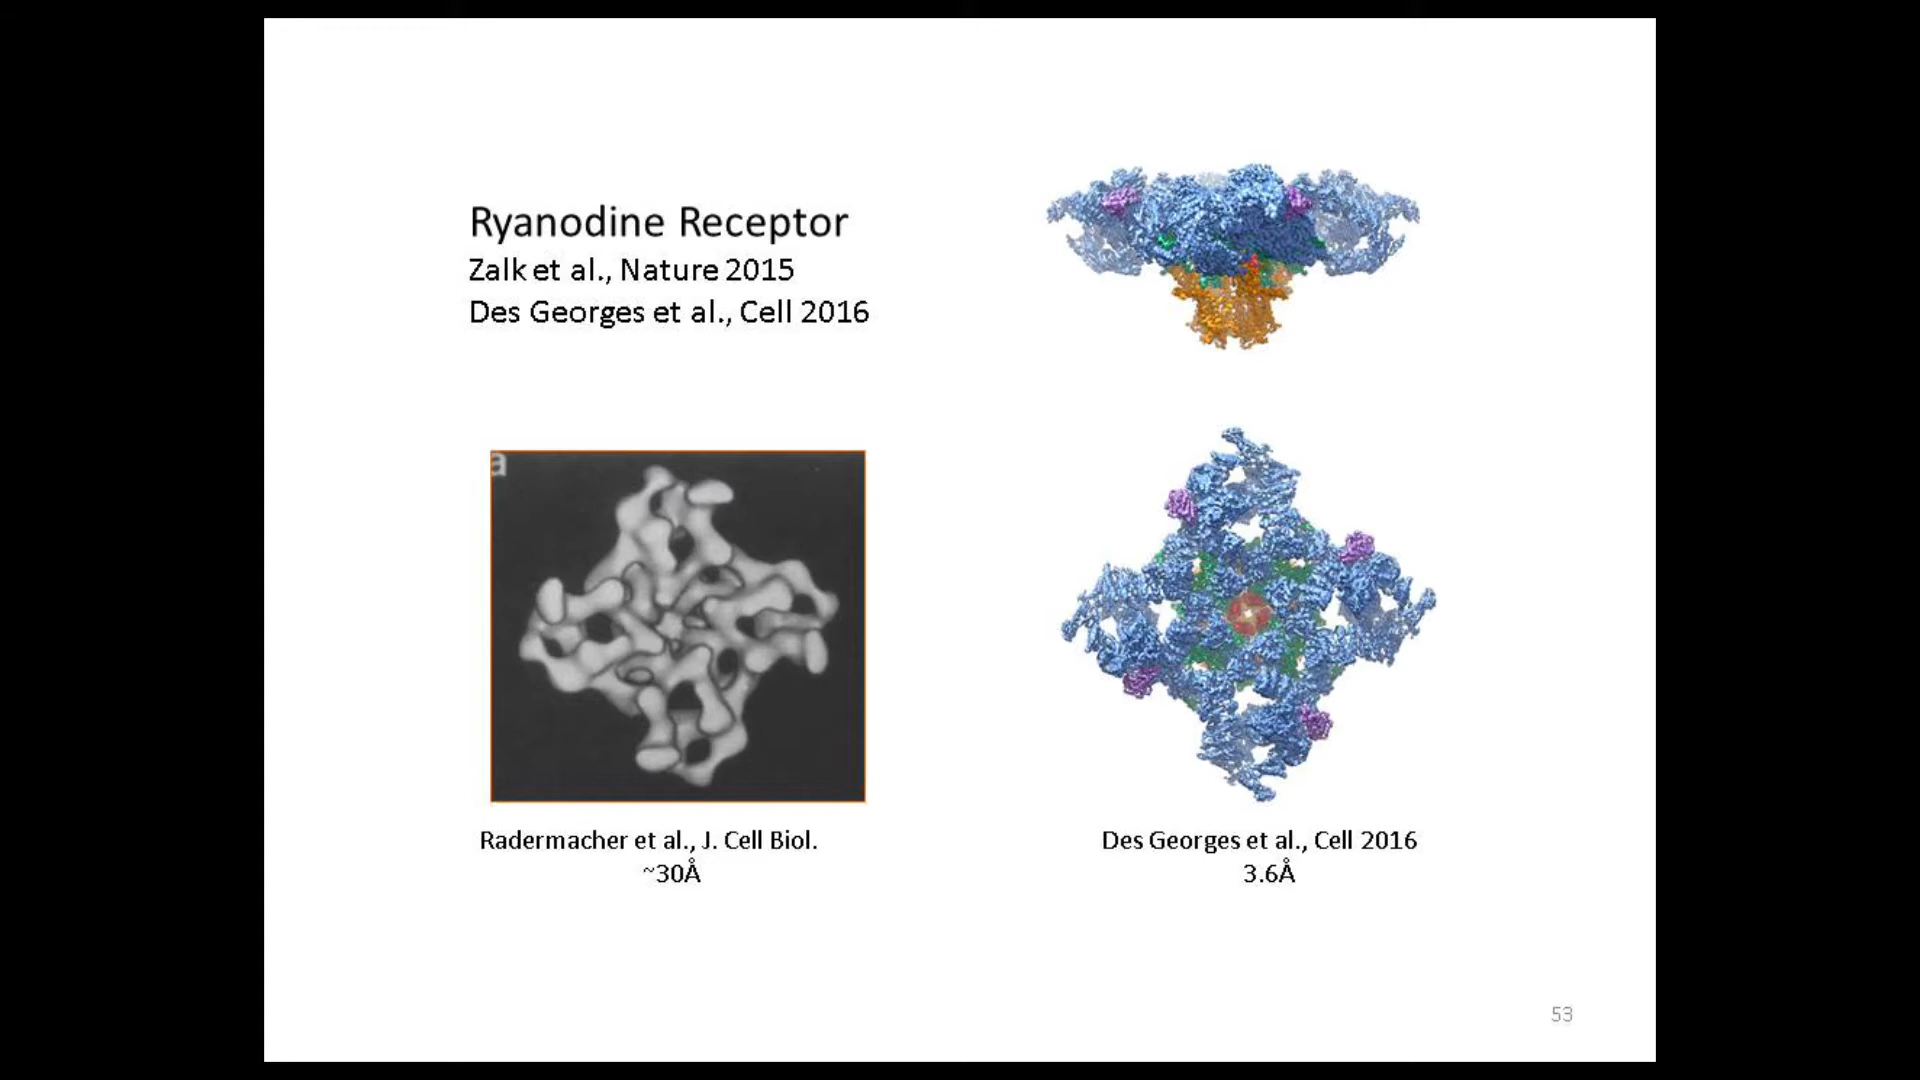 Ryanodine Receptor
Zalk et al., Nature 2015
Des Georges et al., Cell 2016
a
Radermacher et al., J. Cell Biol.
~30Å
Des Georges et al., Cell 2016
3.6Å
53